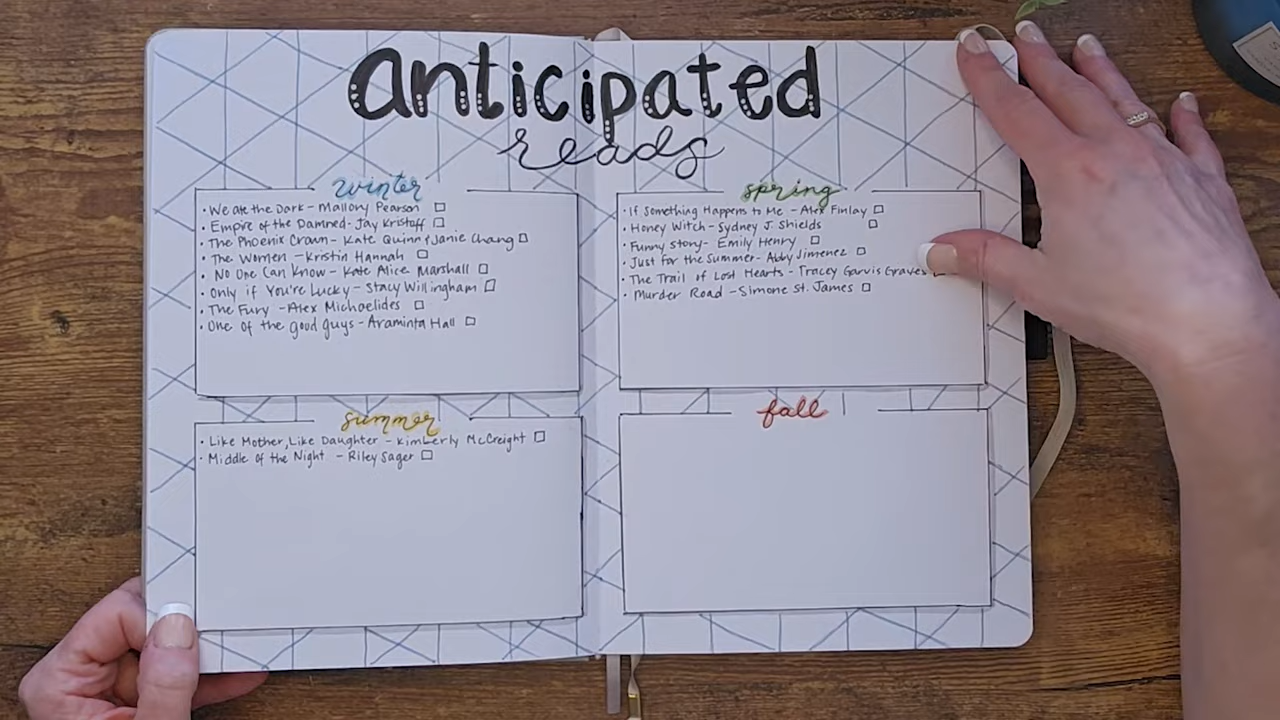 anticipated
reads
winter
• We ate the Dark - Mallory Pearson
• Empire of the Damned - Jay Kristoff
• The Phoenix Crown - Kate Quinn & Janie Chang
• The Women - Kristin Hannah
• No One Can Know - Kate Alice Marshall
• Only if You're Lucky - Stacy Willingham
• The Fury - Alex Michaelides
• One of the good guys - Araminta Hall
spring
• If Something Happens to Me - Alex Finlay
• Honey Witch - Sydney J. Shields
• Funny Story - Emily Henry
• Just for the Summer - Abby Jimenez
• The Trail of Lost Hearts - Tracey Garvis Graves
• Murder Road - Simone St. James
summer
• Like Mother, Like Daughter - Kimberly McCreight
• Middle of the Night - Riley Sager
fall